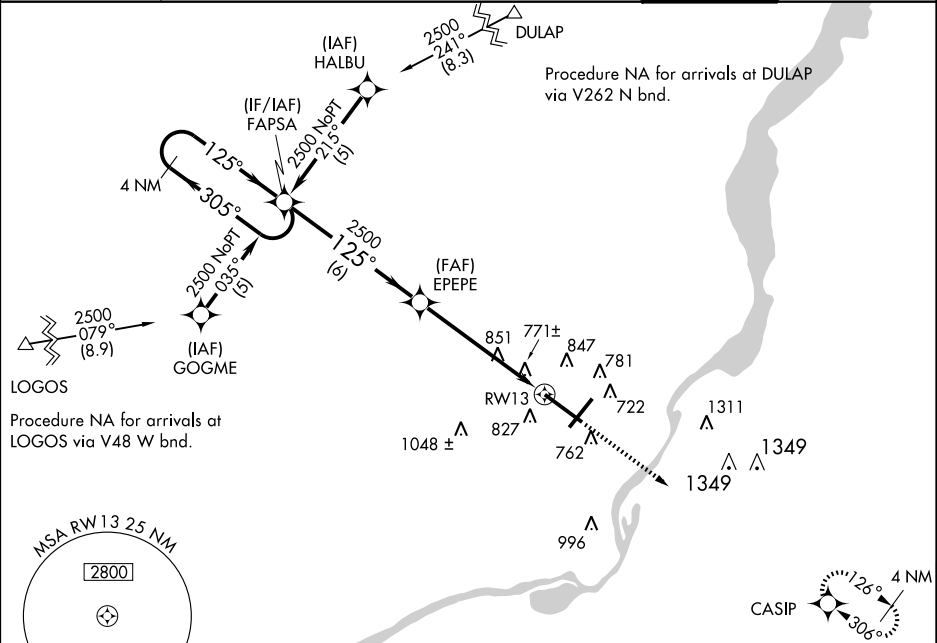 2500
241°
(8.3)
DULAP
(IAF)
HALBU
Procedure NA for arrivals at DULAP
via V262 N bnd.
(IF/IAF)
FAPSA
2500 NoPT
215°
(5)
125°
4 NM
305°
2500
125°
(6)
2500 NoPT
035°
(5)
(FAF)
EPEPE
2500
079°
(8.9)
(IAF)
GOGME
LOGOS
851
771±
847
781
RW13
722
Procedure NA for arrivals at
LOGOS via V48 W bnd.
1048 ±
827
762
1311
1349
1349
996
MSA RW13 25 NM
2800
4 NM
126°
CASIP
306°